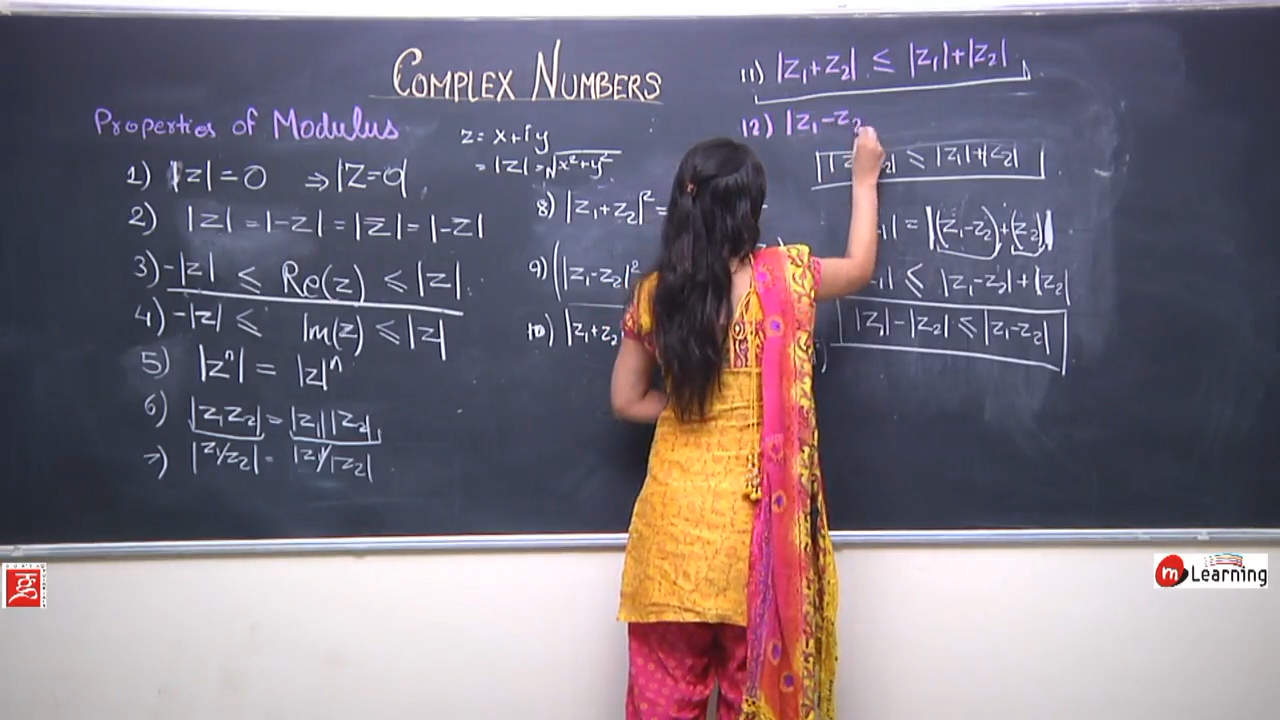 COMPLEX NUMBERS
Properties of Modulus
1) |z| = 0 ⇒ |Z=0|
2) |z| = |-z| = |z| = |-z|
3) -|z| ≤ Re(z) ≤ |z|
4) -|z| ≤ Im(z) ≤ |z|
5) |zⁿ| = |z|ⁿ
6) |z₁z₂| = |z₁| |z₂|
7) |z₁/z₂| = |z₁|/|z₂|
z = x+iy
= |z| = √x²+y²
8) |z₁+z₂|² =
9) (|z₁-z₂|²
10) |z₁+z₂
11) |z₁+z₂| ≤ |z₁|+|z₂|
12) |z₁-z₂
≤ |z₁|+|z₂|
| = |(z₁-z₂)+(z₂)|
| ≤ |z₁-z₂|+|z₂|
|z₁|-|z₂| ≤ |z₁-z₂|
m Learning